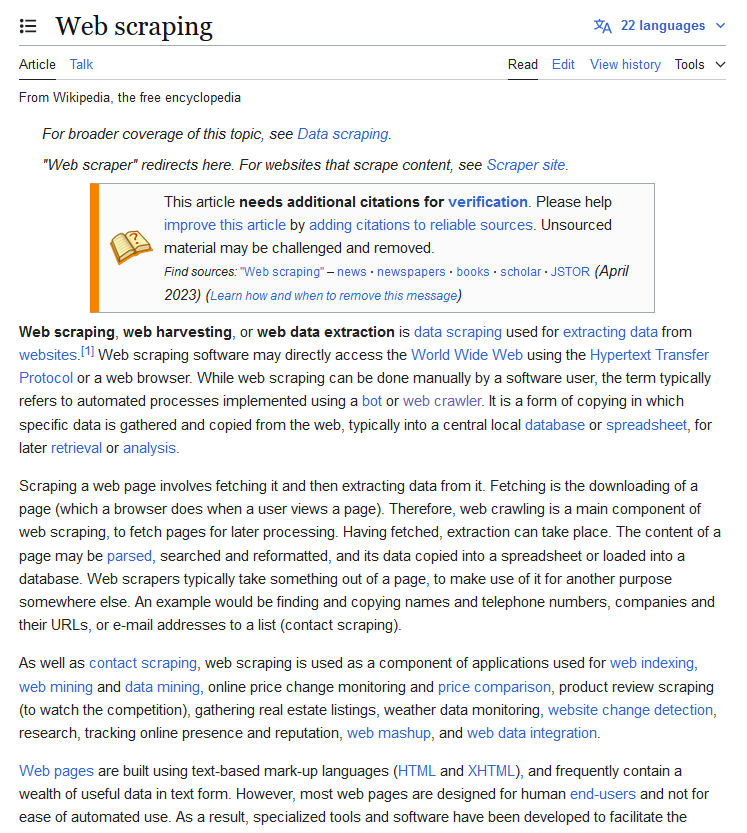 Web scraping
22 languages
Article Talk Read Edit View history Tools
From Wikipedia, the free encyclopedia
For broader coverage of this topic, see Data scraping.
"Web scraper" redirects here. For websites that scrape content, see Scraper site.
This article needs additional citations for verification. Please help
improve this article by adding citations to reliable sources. Unsourced
material may be challenged and removed.
Find sources: "Web scraping" – news · newspapers · books · scholar · JSTOR (April
2023) (Learn how and when to remove this message)
Web scraping, web harvesting, or web data extraction is data scraping used for extracting data from
websites.[1] Web scraping software may directly access the World Wide Web using the Hypertext Transfer
Protocol or a web browser. While web scraping can be done manually by a software user, the term typically
refers to automated processes implemented using a bot or web crawler. It is a form of copying in which
specific data is gathered and copied from the web, typically into a central local database or spreadsheet, for
later retrieval or analysis.
Scraping a web page involves fetching it and then extracting data from it. Fetching is the downloading of a
page (which a browser does when a user views a page). Therefore, web crawling is a main component of
web scraping, to fetch pages for later processing. Having fetched, extraction can take place. The content of a
page may be parsed, searched and reformatted, and its data copied into a spreadsheet or loaded into a
database. Web scrapers typically take something out of a page, to make use of it for another purpose
somewhere else. An example would be finding and copying names and telephone numbers, companies and
their URLs, or e-mail addresses to a list (contact scraping).
As well as contact scraping, web scraping is used as a component of applications used for web indexing,
web mining and data mining, online price change monitoring and price comparison, product review scraping
(to watch the competition), gathering real estate listings, weather data monitoring, website change detection,
research, tracking online presence and reputation, web mashup, and web data integration.
Web pages are built using text-based mark-up languages (HTML and XHTML), and frequently contain a
wealth of useful data in text form. However, most web pages are designed for human end-users and not for
ease of automated use. As a result, specialized tools and software have been developed to facilitate the